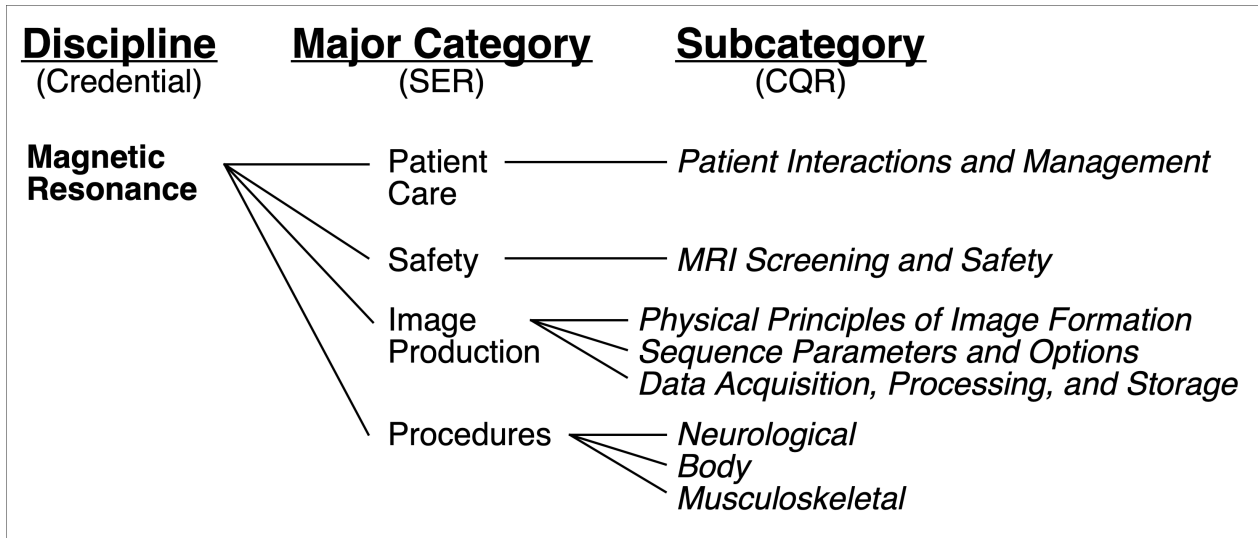 Discipline Major Category Subcategory
(Credential) (SER) (CQR)
Magnetic
Resonance
Patient
Care
Patient Interactions and Management
Safety
MRI Screening and Safety
Image
Production
Physical Principles of Image Formation
Sequence Parameters and Options
Data Acquisition, Processing, and Storage
Procedures
Neurological
Body
Musculoskeletal